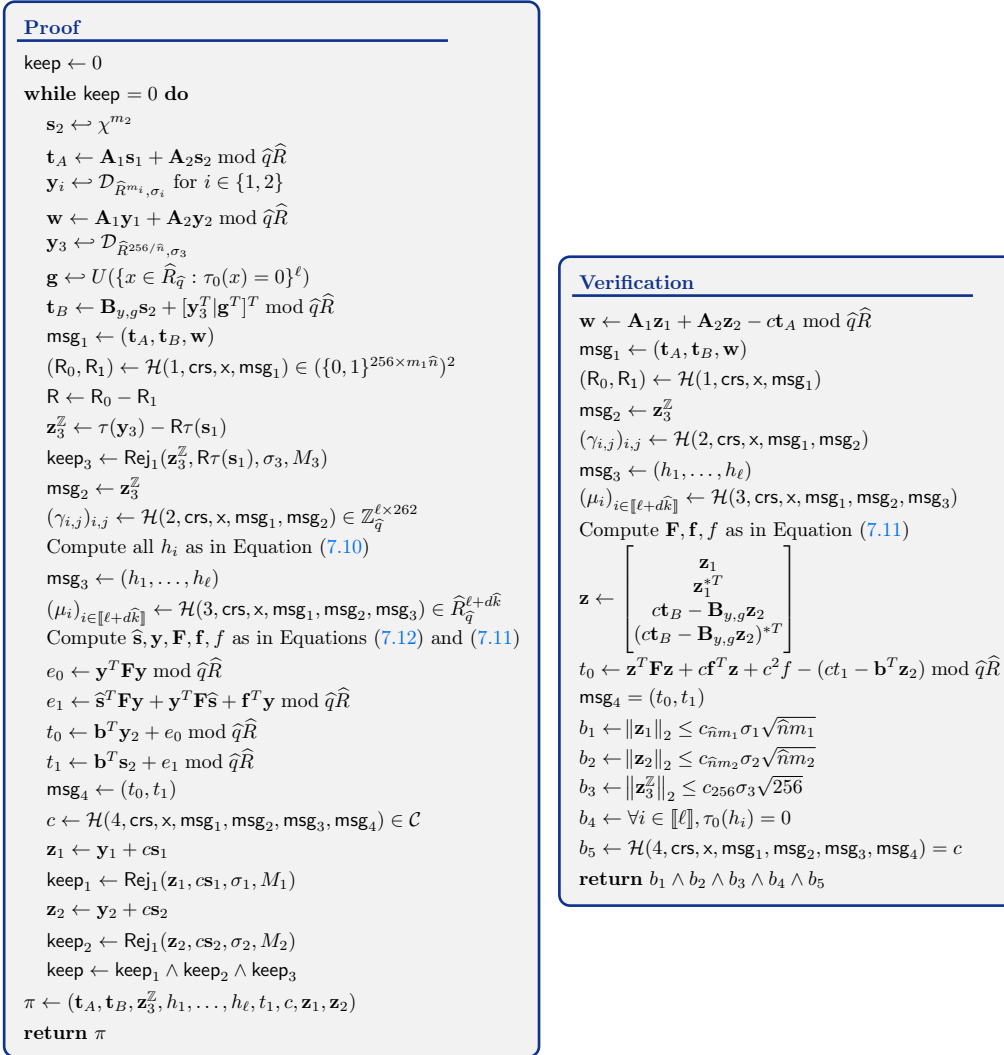 Proof
keep ← 0
while keep = 0 do
s₂ ↩ χ^{m₂}
t_A ← A₁s₁ + A₂s₂ mod q̂R̂
y_i ↩ D_{R̂^{m_i},σ_i} for i ∈ {1, 2}
w ← A₁y₁ + A₂y₂ mod q̂R̂
y₃ ↩ D_{R̂^{256/n̂},σ₃}
g ↩ U({x ∈ R̂_{q̂} : τ₀(x) = 0}^ℓ)
t_B ← B_{y,g}s₂ + [y₃^T|g^T]^T mod q̂R̂
msg₁ ← (t_A, t_B, w)
(R₀, R₁) ← H(1, crs, x, msg₁) ∈ ({0, 1}^{256×m₁n̂})²
R ← R₀ − R₁
z₃^ℤ ← τ(y₃) − Rτ(s₁)
keep₃ ← Rej₁(z₃^ℤ, Rτ(s₁), σ₃, M₃)
msg₂ ← z₃^ℤ
(γ_{i,j})_{i,j} ← H(2, crs, x, msg₁, msg₂) ∈ ℤ_{q̂}^{ℓ×262}
Compute all h_i as in Equation (7.10)
msg₃ ← (h₁, . . . , h_ℓ)
(μ_i)_{i∈⟦ℓ+dk̂⟧} ← H(3, crs, x, msg₁, msg₂, msg₃) ∈ R̂_{q̂}^{ℓ+dk̂}
Compute ŝ, y, F, f, f as in Equations (7.12) and (7.11)
e₀ ← y^T Fy mod q̂R̂
e₁ ← ŝ^T Fy + y^T Fŝ + f^T y mod q̂R̂
t₀ ← b^T y₂ + e₀ mod q̂R̂
t₁ ← b^T s₂ + e₁ mod q̂R̂
msg₄ ← (t₀, t₁)
c ← H(4, crs, x, msg₁, msg₂, msg₃, msg₄) ∈ C
z₁ ← y₁ + cs₁
keep₁ ← Rej₁(z₁, cs₁, σ₁, M₁)
z₂ ← y₂ + cs₂
keep₂ ← Rej₁(z₂, cs₂, σ₂, M₂)
keep ← keep₁ ∧ keep₂ ∧ keep₃
π ← (t_A, t_B, z₃^ℤ, h₁, . . . , h_ℓ, t₁, c, z₁, z₂)
return π
Verification
w ← A₁z₁ + A₂z₂ − ct_A mod q̂R̂
msg₁ ← (t_A, t_B, w)
(R₀, R₁) ← H(1, crs, x, msg₁)
msg₂ ← z₃^ℤ
(γ_{i,j})_{i,j} ← H(2, crs, x, msg₁, msg₂)
msg₃ ← (h₁, . . . , h_ℓ)
(μ_i)_{i∈⟦ℓ+dk̂⟧} ← H(3, crs, x, msg₁, msg₂, msg₃)
Compute F, f, f as in Equation (7.11)
z ←
z₁
z₁^{*T}
ct_B − B_{y,g}z₂
(ct_B − B_{y,g}z₂)^{*T}
t₀ ← z^T Fz + cf^T z + c²f − (ct₁ − b^T z₂) mod q̂R̂
msg₄ = (t₀, t₁)
b₁ ← ‖z₁‖₂ ≤ c_{n̂m₁}σ₁√(n̂m₁)
b₂ ← ‖z₂‖₂ ≤ c_{n̂m₂}σ₂√(n̂m₂)
b₃ ← ‖z₃^ℤ‖₂ ≤ c₂₅₆σ₃√256
b₄ ← ∀i ∈ ⟦ℓ⟧, τ₀(h_i) = 0
b₅ ← H(4, crs, x, msg₁, msg₂, msg₃, msg₄) = c
return b₁ ∧ b₂ ∧ b₃ ∧ b₄ ∧ b₅